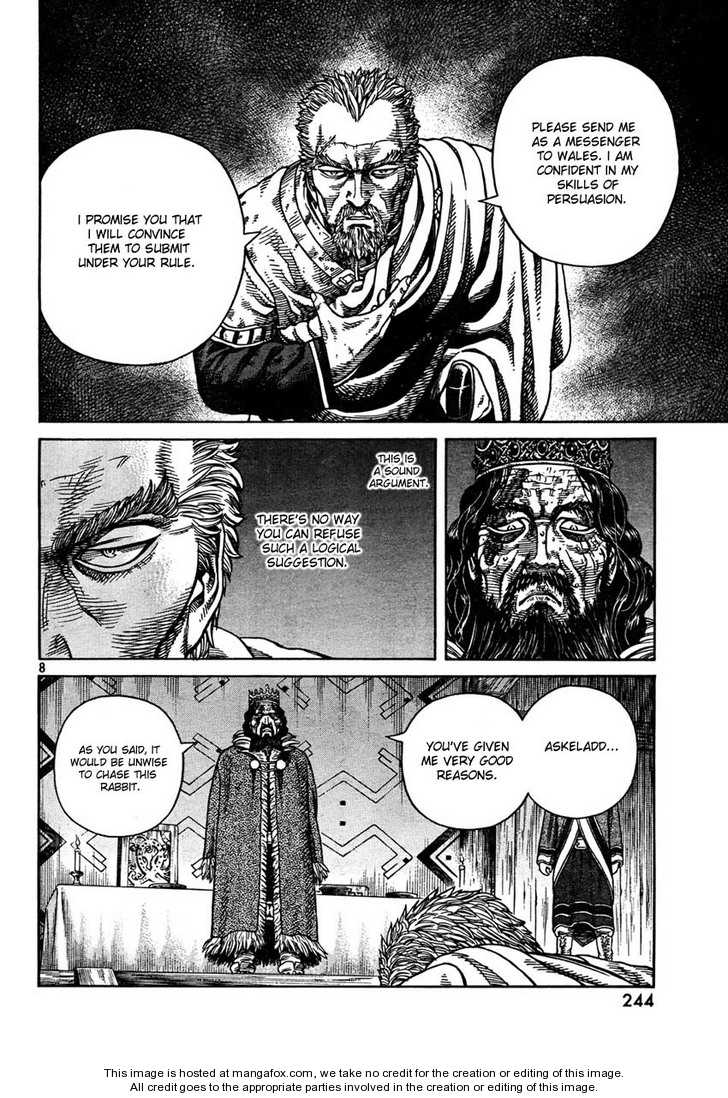 PLEASE SEND ME
AS A MESSENGER
TO WALES. I AM
CONFIDENT IN MY
SKILLS OF
PERSUASION.
I PROMISE YOU THAT
I WILL CONVINCE
THEM TO SUBMIT
UNDER YOUR RULE.
THIS IS
A SOUND
ARGUMENT.
THERE'S NO WAY
YOU CAN REFUSE
SUCH A LOGICAL
SUGGESTION.
8
ASKELADD...
YOU'VE GIVEN
ME VERY GOOD
REASONS.
AS YOU SAID, IT
WOULD BE UNWISE
TO CHASE THIS
RABBIT.
244
This image is hosted at mangafox.com, we take no credit for the creation or editing of this image.
All credit goes to the appropriate parties involved in the creation or editing of this image.